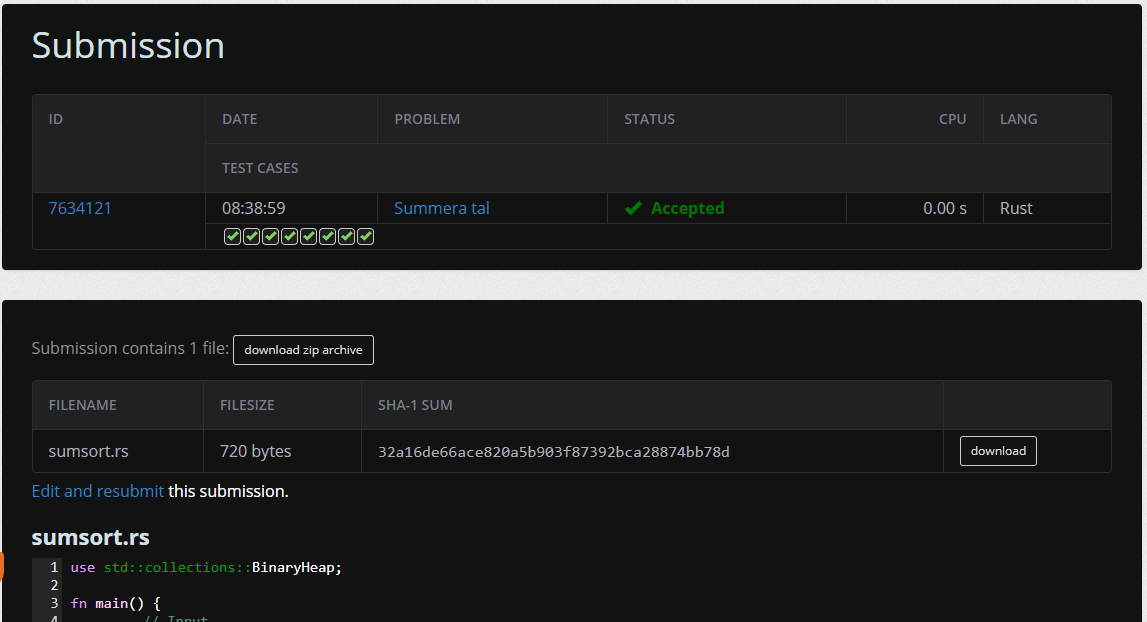 Submission
ID DATE PROBLEM STATUS CPU LANG
TEST CASES
7634121 08:38:59 Summera tal Accepted 0.00 s Rust
Submission contains 1 file: download zip archive
FILENAME FILESIZE SHA-1 SUM
sumsort.rs 720 bytes 32a16de66ace820a5b903f87392bca28874bb78d download
Edit and resubmit this submission.
sumsort.rs
1 use std::collections::BinaryHeap;
2
3 fn main() {
4 // Input